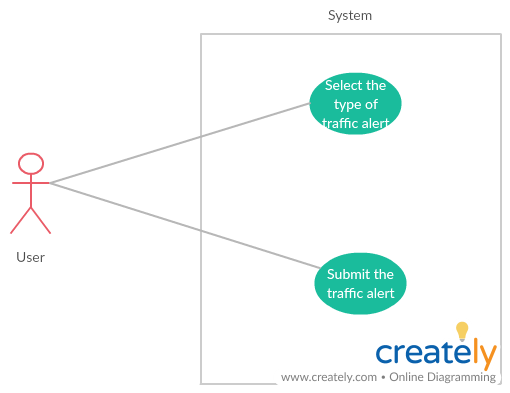 System
Select the
type of
traffic alert
User
Submit the
traffic alert
creately
www.creately.com • Online Diagramming